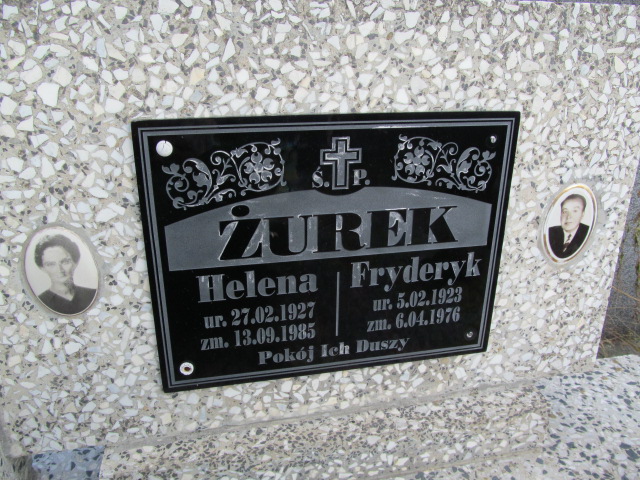 Ś. P.
ŻUREK
Helena
ur. 27.02.1927
zm. 13.09.1985
Fryderyk
ur. 5.02.1923
zm. 6.04.1976
Pokój Ich Duszy